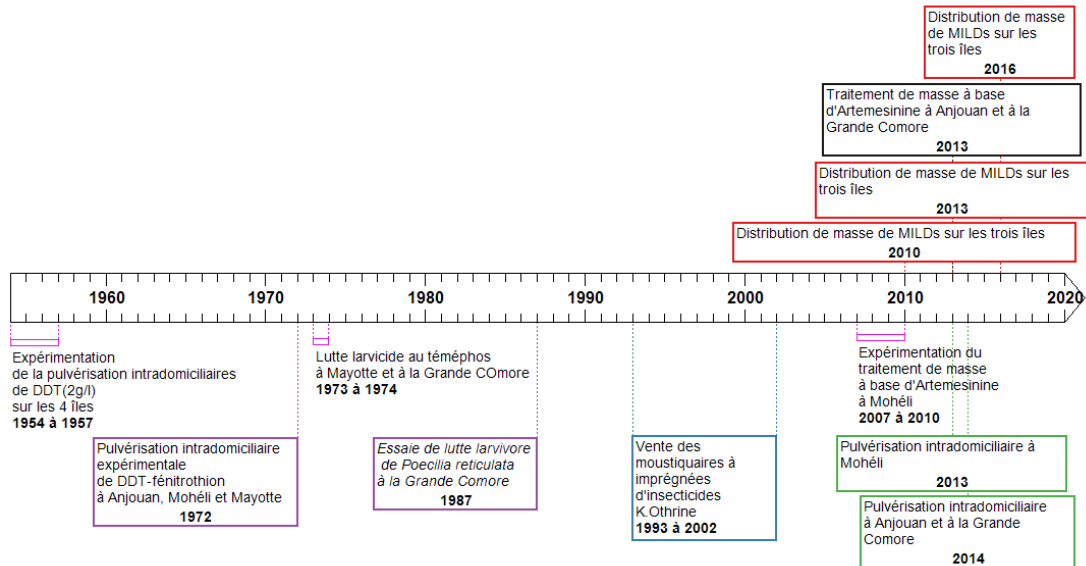 Distribution de masse
de MILDs sur les
trois îles
2016
Traitement de masse à base
d'Artemesinine à Anjouan et à la
Grande Comore
2013
Distribution de masse de MILDs sur les
trois îles
2013
Distribution de masse de MILDs sur les trois îles
2010
1960 1970 1980 1990 2000 2010 2020
Expérimentation
de la pulvérisation intradomiciliaires
de DDT(2g/l)
sur les 4 îles
1954 à 1957
Lutte larvicide au téméphos
à Mayotte et à la Grande COmore
1973 à 1974
Expérimentation du
traitement de masse
à base d'Artemesinine
à Mohéli
2007 à 2010
Pulvérisation intradomiciliaire
expérimentale
de DDT-fénitrothion
à Anjouan, Mohéli et Mayotte
1972
Essaie de lutte larvivore
de Poecilia reticulata
à la Grande Comore
1987
Vente des
moustiquaires à
imprégnées
d'insecticides
K.Othrine
1993 à 2002
Pulvérisation intradomiciliaire à
Mohéli
2013
Pulvérisation intradomiciliaire
à Anjouan et à la Grande
Comore
2014